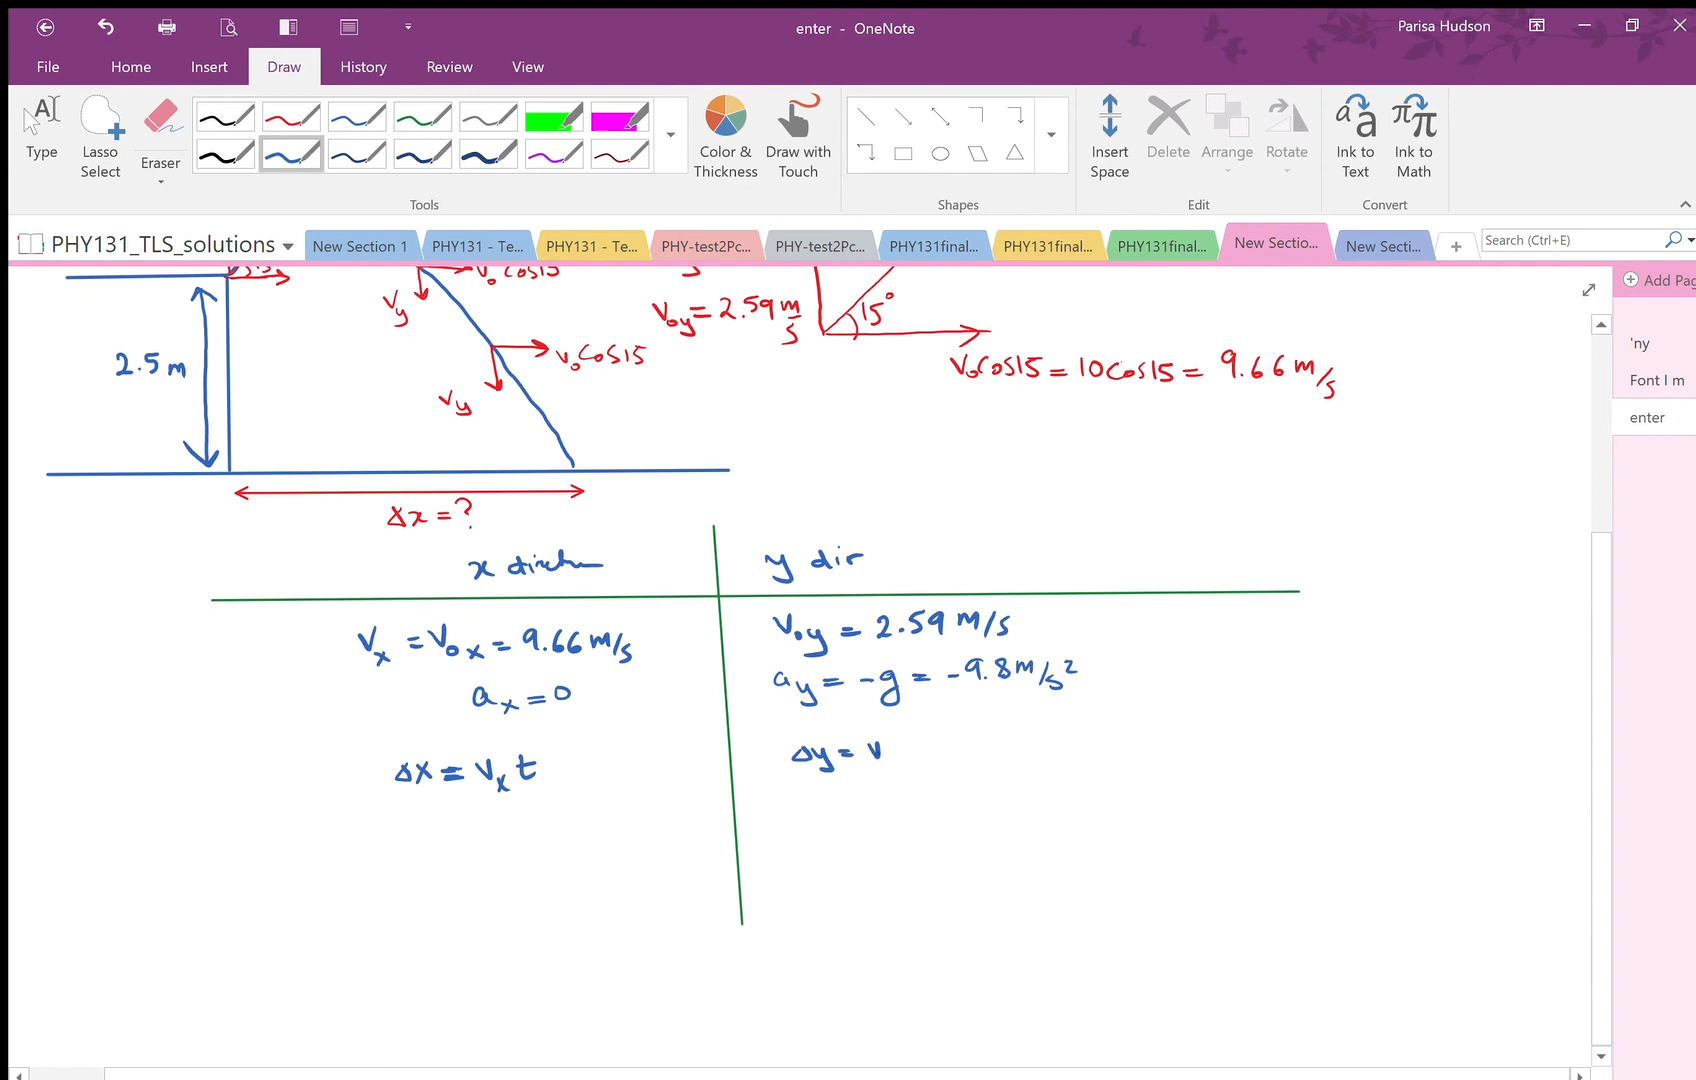 enter - OneNote
Parisa Hudson
File Home Insert Draw History Review View
Type
Lasso Select
Eraser
Color & Thickness
Draw with Touch
Insert Space
Delete
Arrange
Rotate
Ink to Text
Ink to Math
Tools
Shapes
Edit
Convert
PHY131_TLS_solutions
New Section 1
PHY131 - Te...
PHY131 - Te...
PHY-test2Pc...
PHY-test2Pc...
PHY131final...
PHY131final...
PHY131final...
New Sectio...
New Secti...
Search (Ctrl+E)
Add Pag
'ny
Font I m
enter
v₀cos15
Vy
2.5 m
v₀cos15
Vy
V₀y = 2.59 m/s
15°
V₀cos15 = 10cos15 = 9.66 m/s
Δx = ?
x direction
y dir
Vx = V₀x = 9.66 m/s
V₀y = 2.59 m/s
ax = 0
ay = -g = -9.8 m/s²
Δx = Vx t
Δy = v